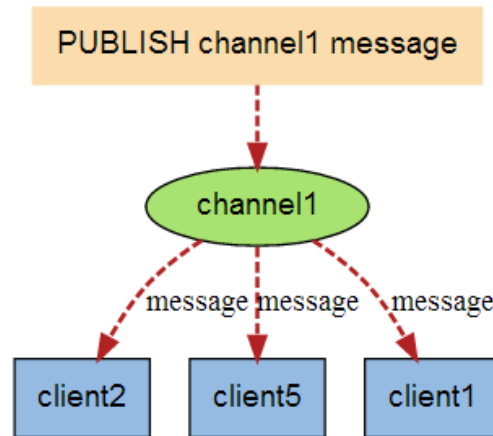 PUBLISH channel1 message
channel1
message message message
client2 client5 client1